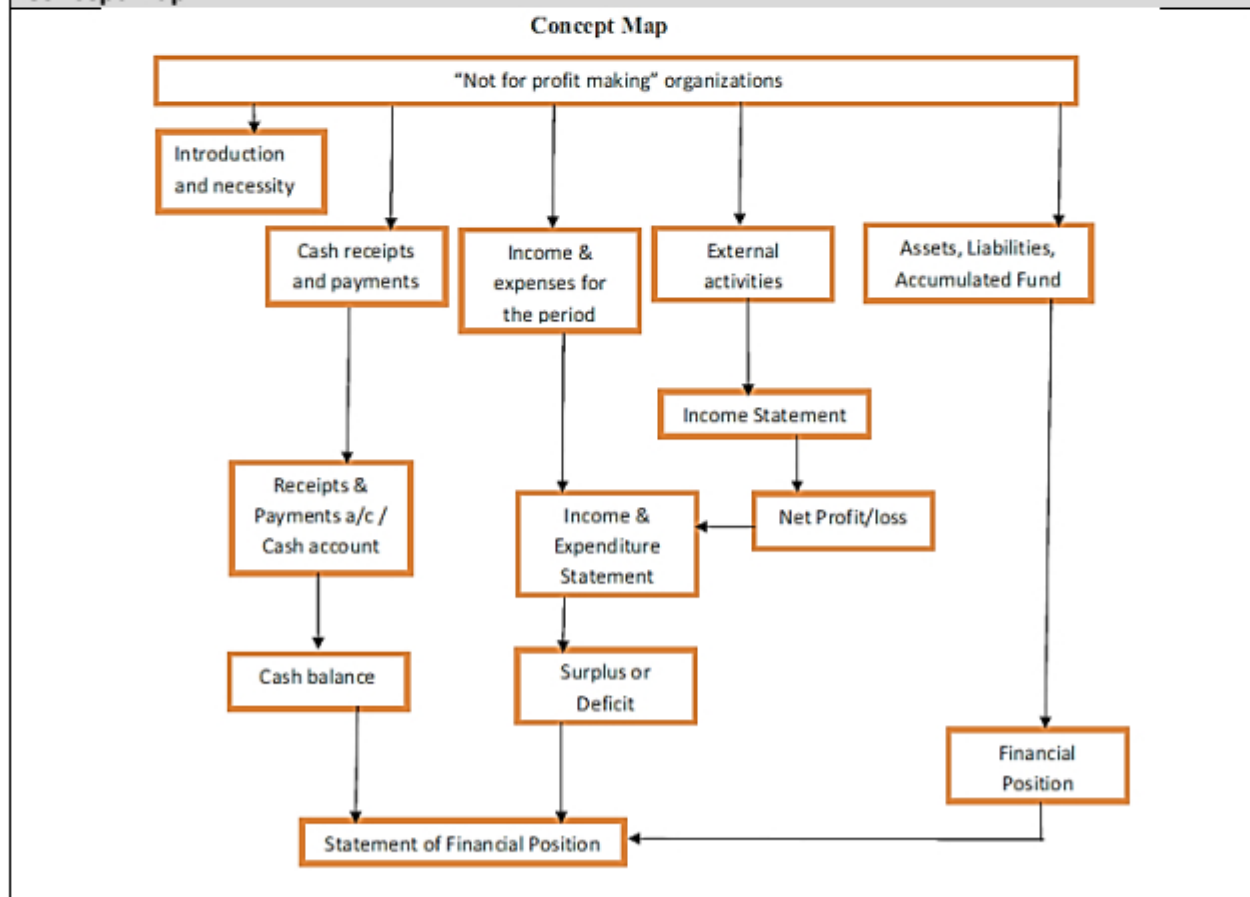 Concept Map
"Not for profit making" organizations
Introduction
and necessity
Cash receipts
and payments
Income &
expenses for
the period
External
activities
Assets, Liabilities,
Accumulated Fund
Income Statement
Receipts &
Payments a/c /
Cash account
Income &
Expenditure
Statement
Net Profit/loss
Cash balance
Surplus or
Deficit
Financial
Position
Statement of Financial Position